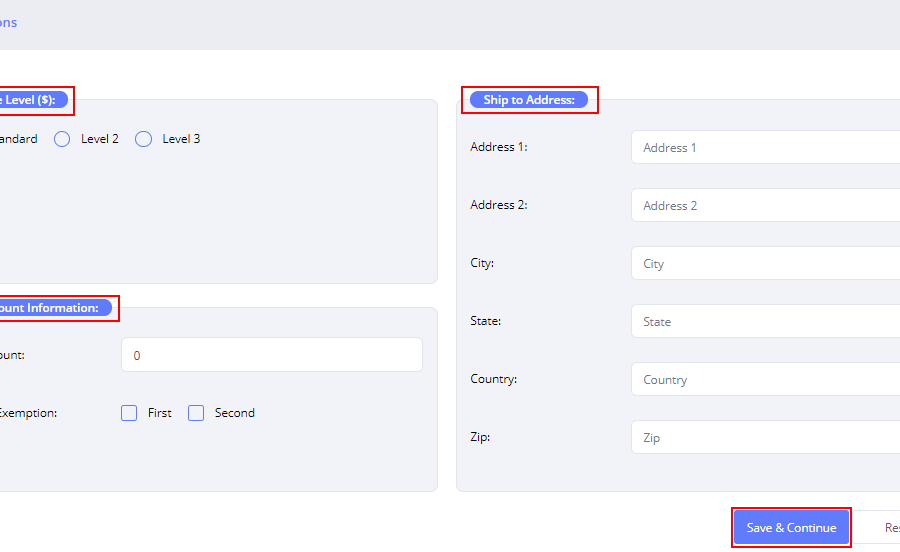 ons
e Level ($):
andard Level 2 Level 3
ount Information:
ount: 0
Exemption: First Second
Ship to Address:
Address 1: Address 1
Address 2: Address 2
City: City
State: State
Country: Country
Zip: Zip
Save & Continue
Res